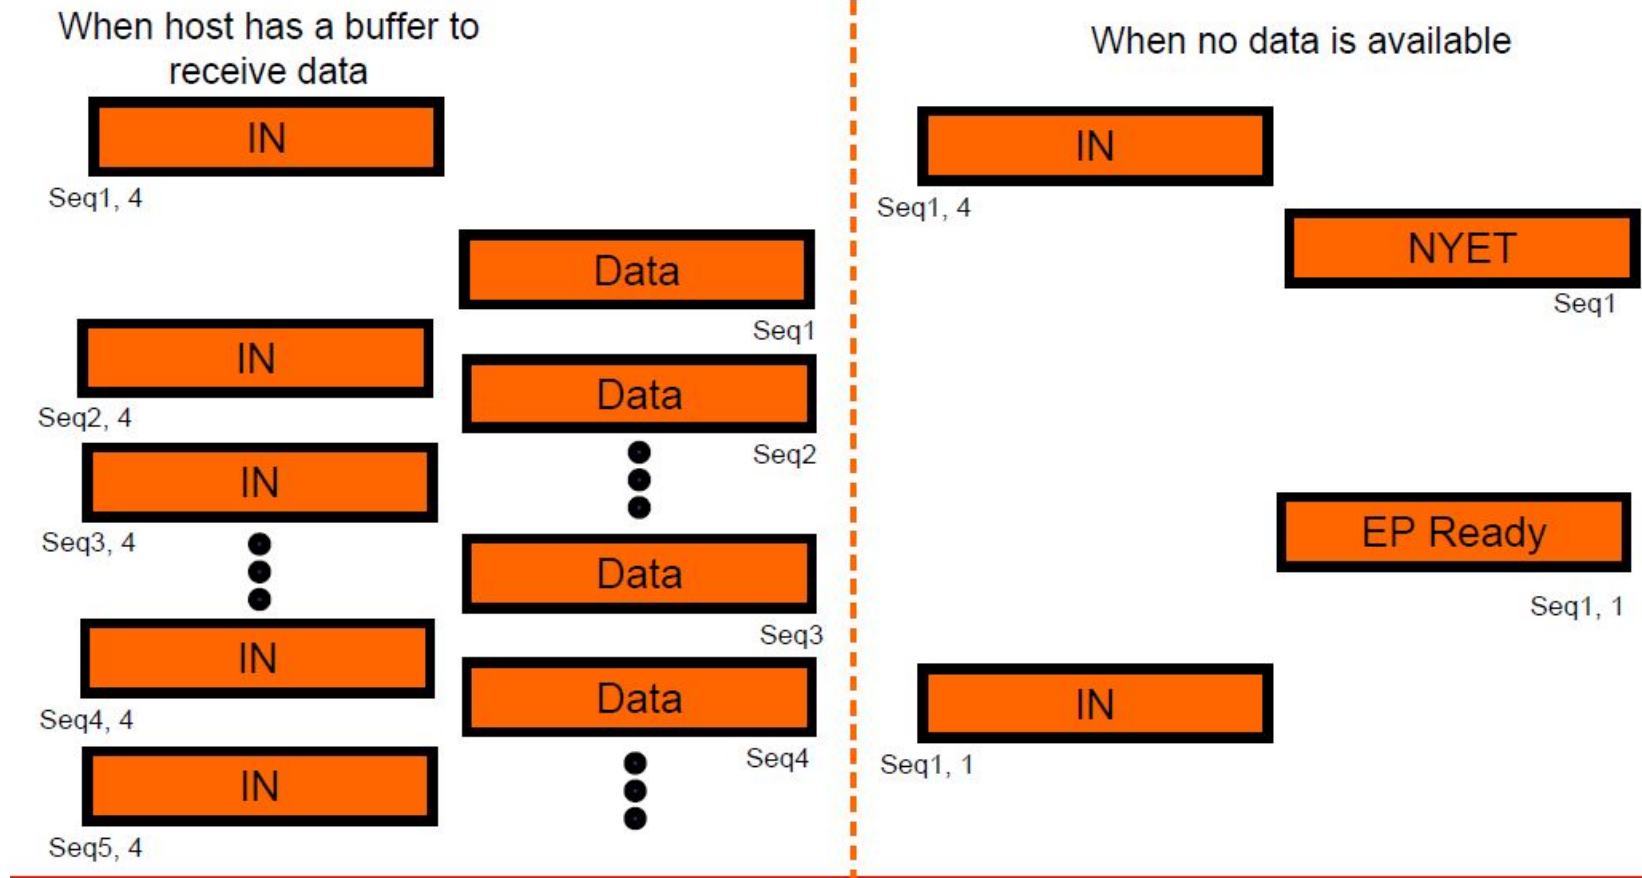 When host has a buffer to
receive data
IN
Seq1, 4
Data
Seq1
IN
Seq2, 4
Data
Seq2
IN
Seq3, 4
Data
Seq3
IN
Seq4, 4
Data
Seq4
IN
Seq5, 4
When no data is available
IN
Seq1, 4
NYET
Seq1
EP Ready
Seq1, 1
IN
Seq1, 1